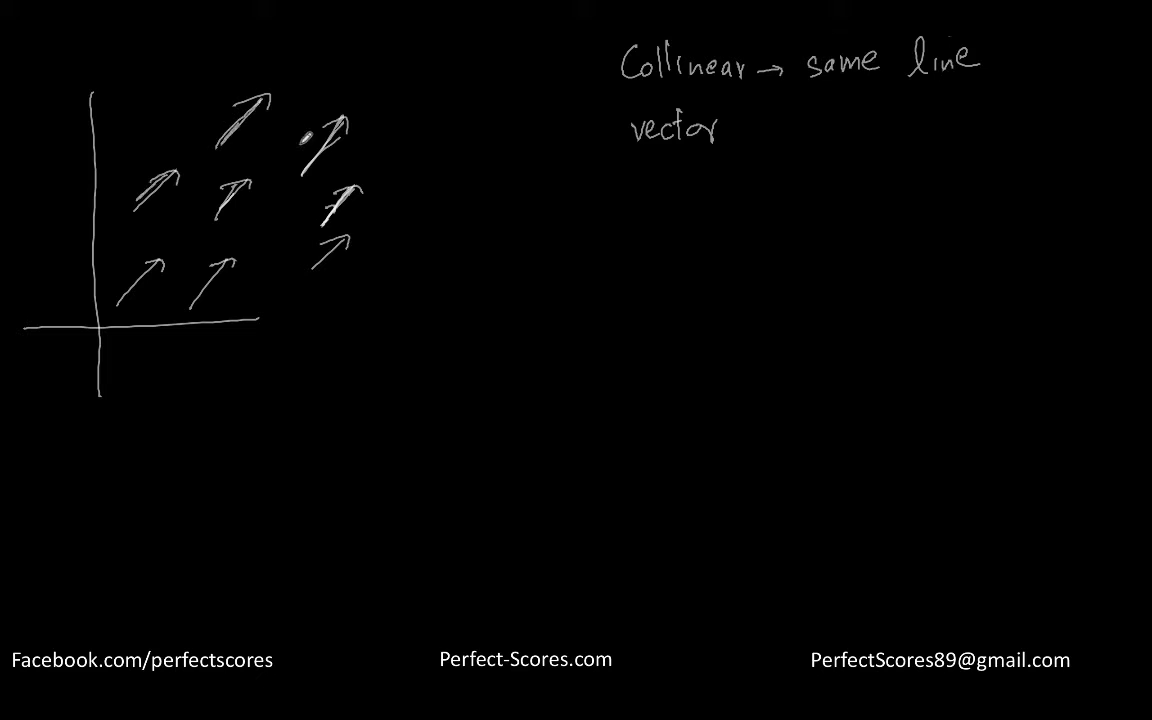 Collinear → same line
vector
Facebook.com/perfectscores
Perfect-Scores.com
PerfectScores89@gmail.com